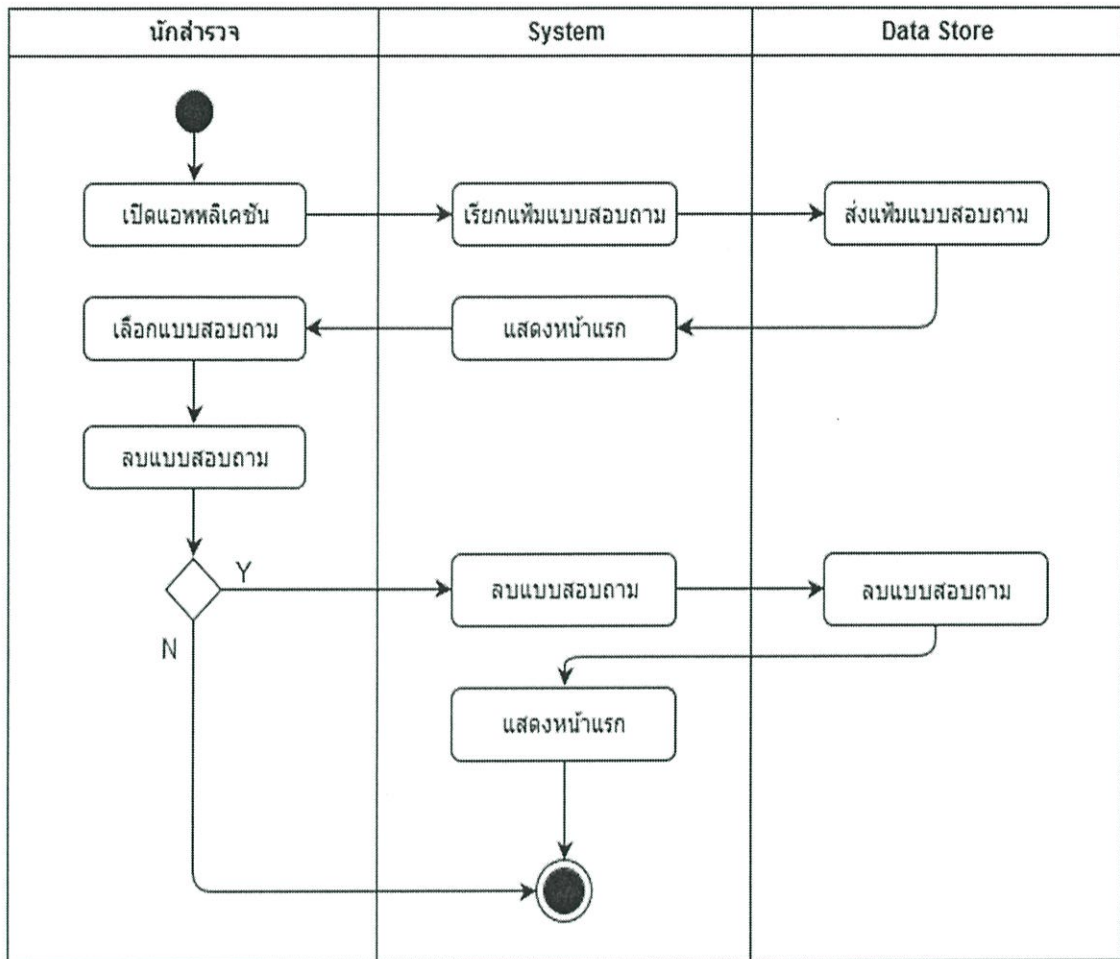 นักสำรวจ System Data Store
เปิดแอพพลิเคชัน เรียกแฟ้มแบบสอบถาม ส่งแฟ้มแบบสอบถาม
เลือกแบบสอบถาม แสดงหน้าแรก
ลบแบบสอบถาม
Y ลบแบบสอบถาม ลบแบบสอบถาม
N
แสดงหน้าแรก